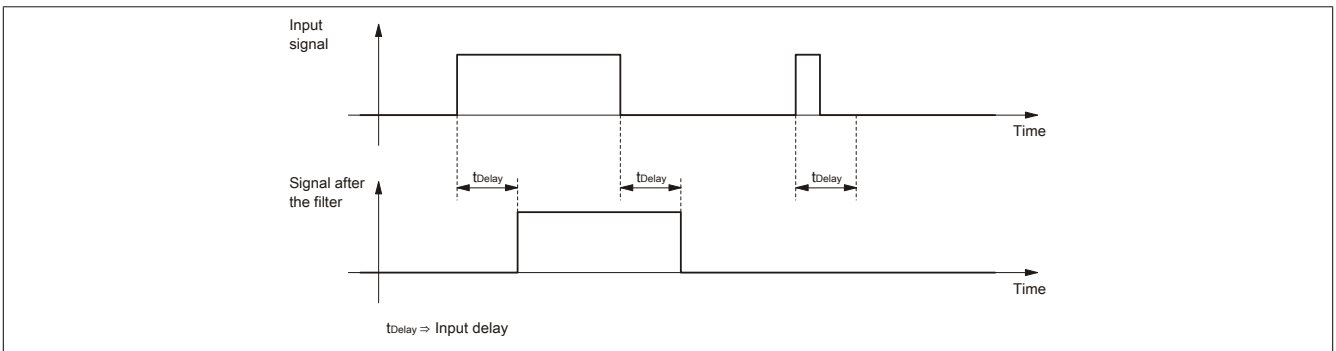 Input
signal
Time
tDelay
tDelay
tDelay
Signal after
the filter
Time
tDelay ⇒ Input delay